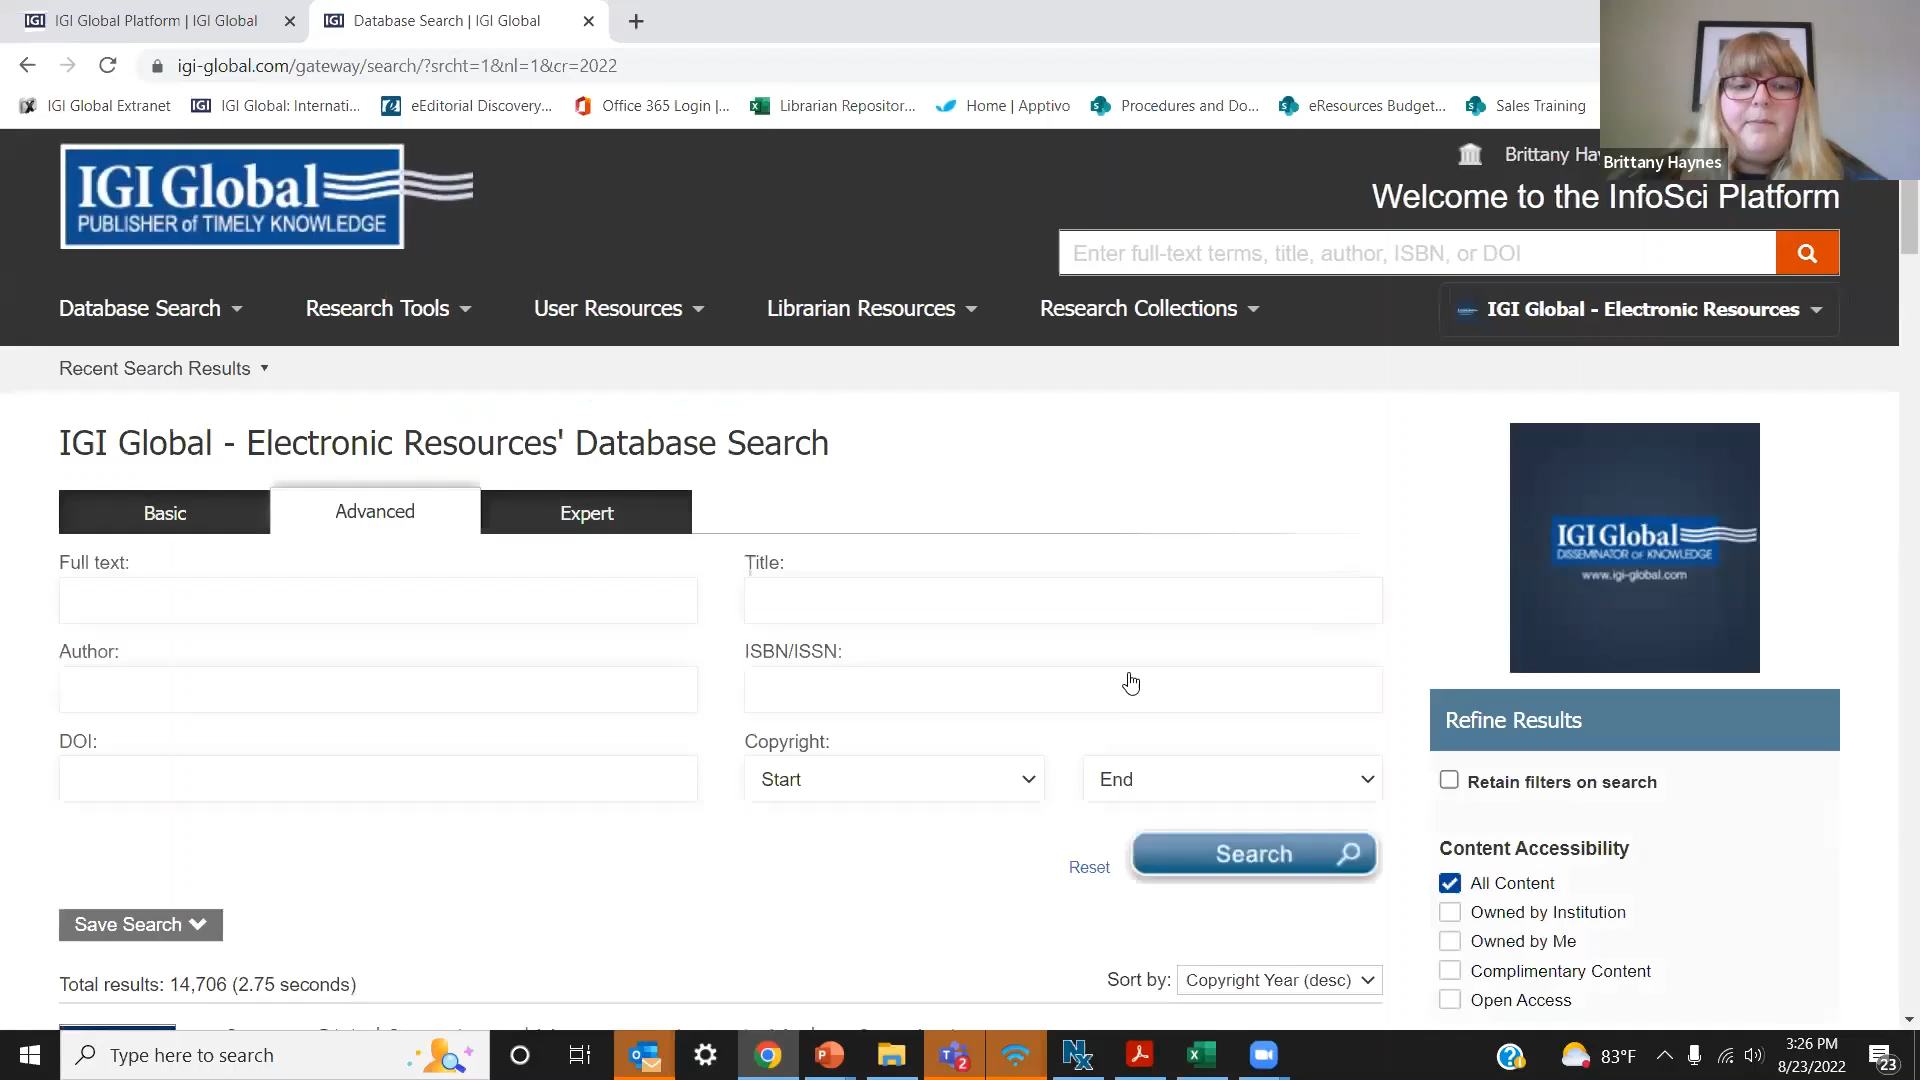 IGI Global Platform | IGI Global
Database Search | IGI Global
igi-global.com/gateway/search/?srcht=1&nl=1&cr=2022
IGI Global Extranet
IGI Global: Internati...
eEditorial Discovery...
Office 365 Login |...
Librarian Repositor...
Home | Apptivo
Procedures and Do...
eResources Budget...
Sales Training
IGI Global
PUBLISHER of TIMELY KNOWLEDGE
Brittany Ha
Brittany Haynes
Welcome to the InfoSci Platform
Enter full-text terms, title, author, ISBN, or DOI
Database Search
Research Tools
User Resources
Librarian Resources
Research Collections
IGI Global - Electronic Resources
Recent Search Results
IGI Global - Electronic Resources' Database Search
Basic
Advanced
Expert
Full text:
Title:
Author:
ISBN/ISSN:
DOI:
Copyright:
Start
End
Reset
Search
Save Search
Total results: 14,706 (2.75 seconds)
Sort by:
Copyright Year (desc)
IGI Global
DISSEMINATOR OF KNOWLEDGE
www.igi-global.com
Refine Results
Retain filters on search
Content Accessibility
All Content
Owned by Institution
Owned by Me
Complimentary Content
Open Access
Type here to search
2
83°F
3:26 PM
8/23/2022
23